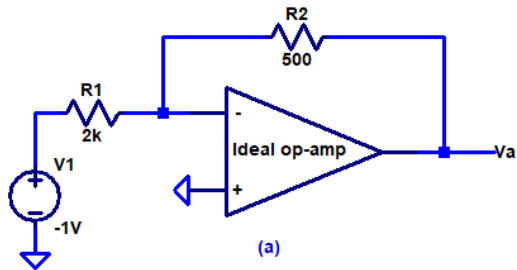 R2
500
R1
2k
-
Ideal op-amp
Va
+
V1
+
-
-1V
(a)